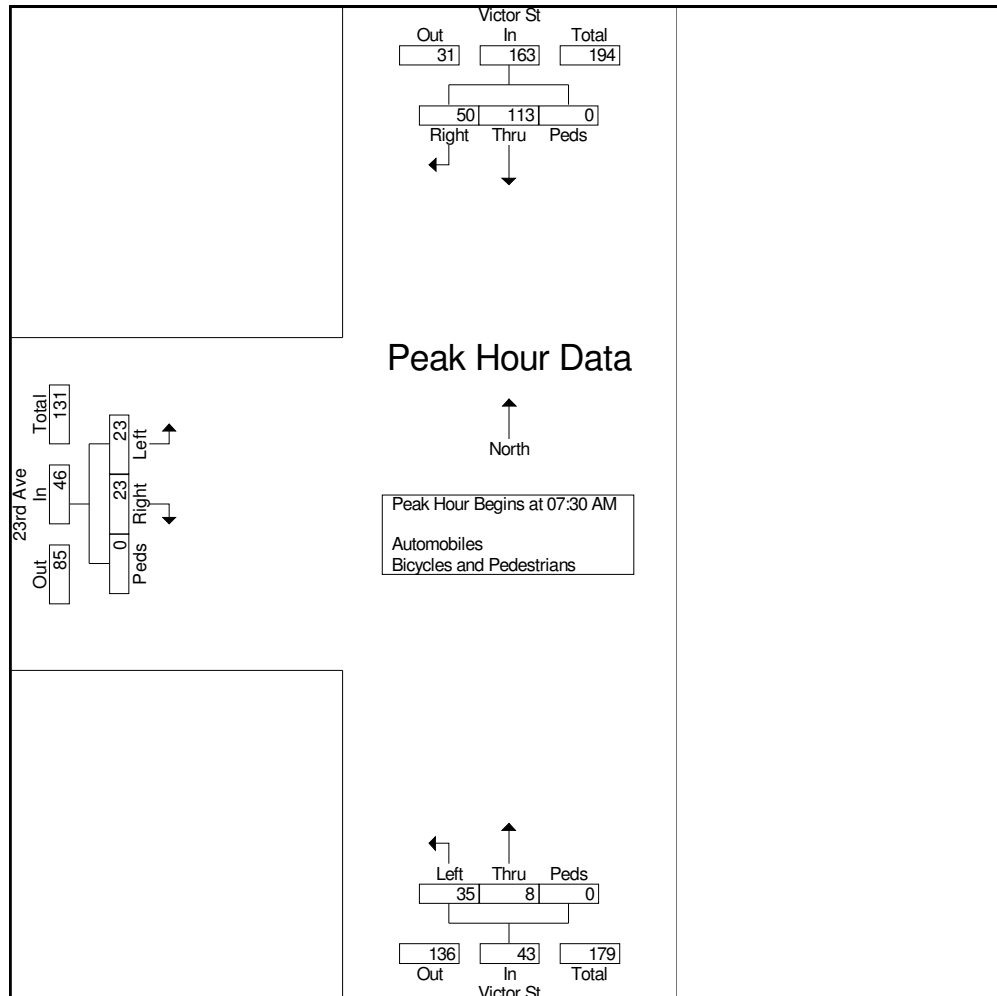 Victor St
Out In Total
31 163 194
50 113 0
Right Thru Peds
Peak Hour Data
North
Peak Hour Begins at 07:30 AM
Automobiles
Bicycles and Pedestrians
23rd Ave
Out In Total
85 46 131
0 23 23
Peds Right Left
Left Thru Peds
35 8 0
136 43 179
Out In Total
Victor St